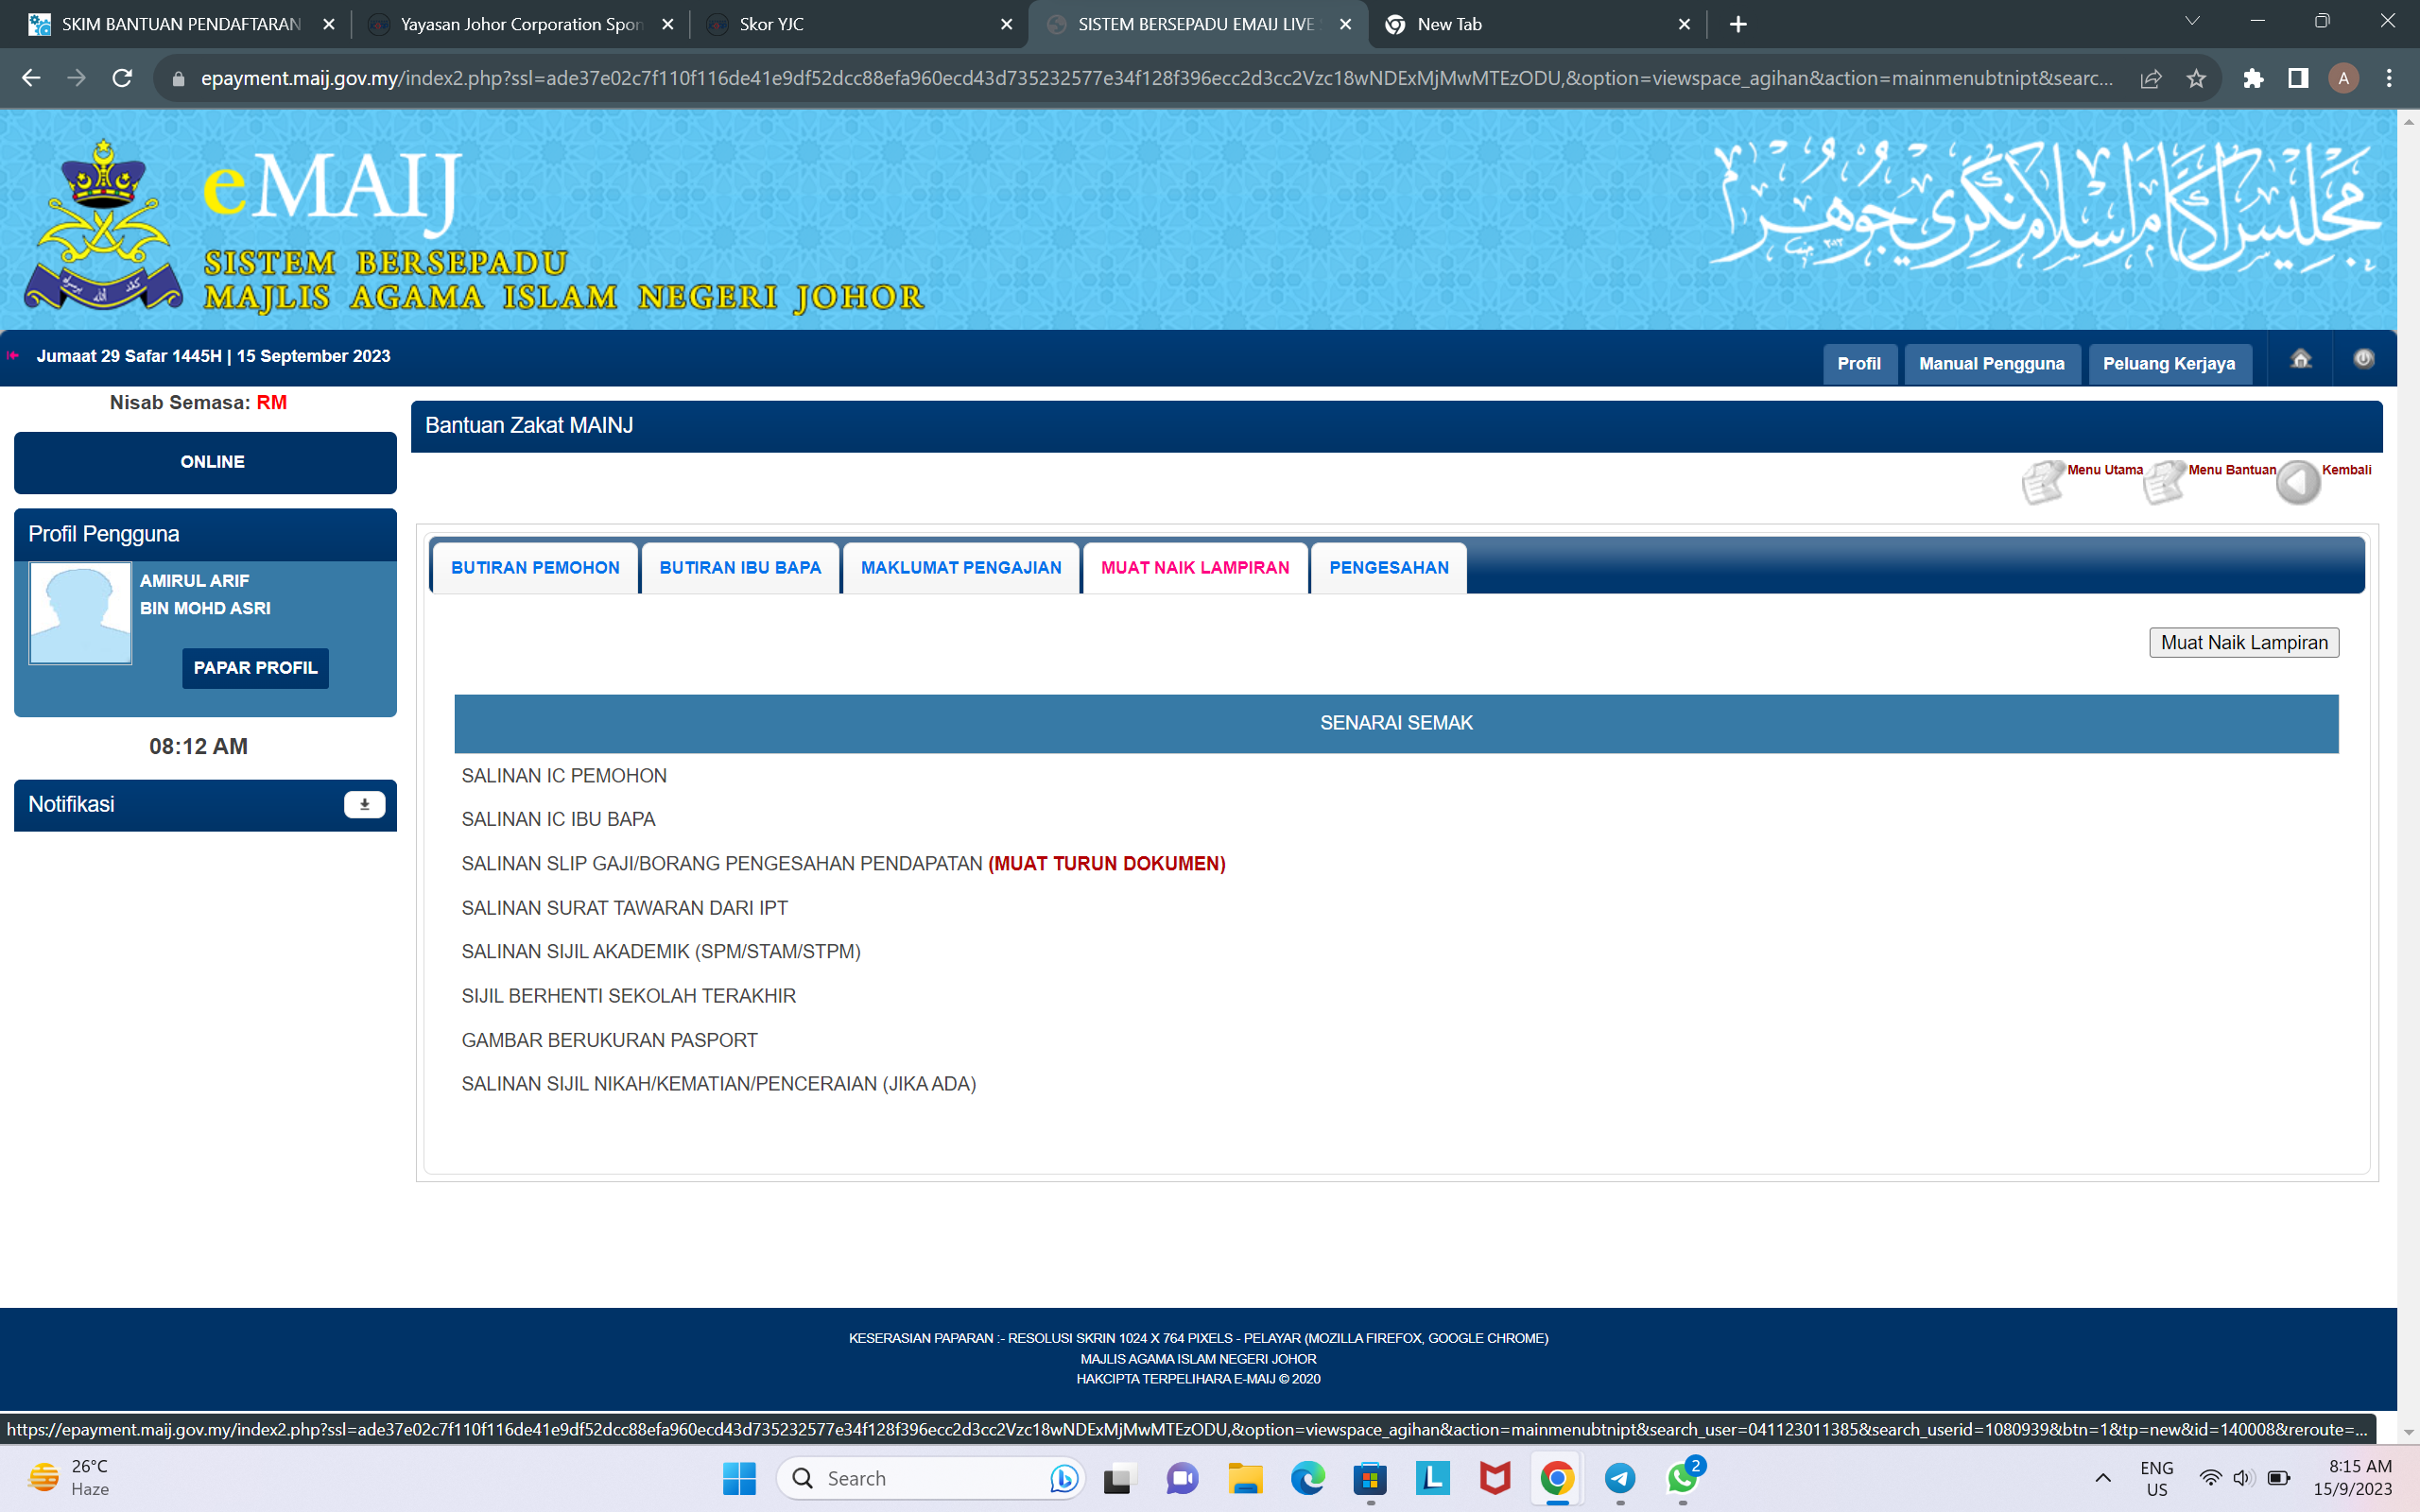 SKIM BANTUAN PENDAFTARAN
Yayasan Johor Corporation Spon
Skor YJC
SISTEM BERSEPADU EMAIJ LIVE
New Tab
epayment.maij.gov.my/index2.php?ssl=ade37e02c7f110f116de41e9df52dcc88efa960ecd43d735232577e34f128f396ecc2d3cc2Vzc18wNDExMjMwMTEzODU,&option=viewspace_agihan&action=mainmenubtnipt&searc...
A
eMAIJ
SISTEM BERSEPADU
MAJLIS AGAMA ISLAM NEGERI JOHOR
مجليس اݢام اسلام نݢري جوهر
Jumaat 29 Safar 1445H | 15 September 2023
Profil
Manual Pengguna
Peluang Kerjaya
Nisab Semasa: RM
ONLINE
Profil Pengguna
AMIRUL ARIF
BIN MOHD ASRI
PAPAR PROFIL
08:12 AM
Notifikasi
Bantuan Zakat MAINJ
Menu Utama
Menu Bantuan
Kembali
BUTIRAN PEMOHON
BUTIRAN IBU BAPA
MAKLUMAT PENGAJIAN
MUAT NAIK LAMPIRAN
PENGESAHAN
Muat Naik Lampiran
SENARAI SEMAK
SALINAN IC PEMOHON
SALINAN IC IBU BAPA
SALINAN SLIP GAJI/BORANG PENGESAHAN PENDAPATAN (MUAT TURUN DOKUMEN)
SALINAN SURAT TAWARAN DARI IPT
SALINAN SIJIL AKADEMIK (SPM/STAM/STPM)
SIJIL BERHENTI SEKOLAH TERAKHIR
GAMBAR BERUKURAN PASPORT
SALINAN SIJIL NIKAH/KEMATIAN/PENCERAIAN (JIKA ADA)
KESERASIAN PAPARAN :- RESOLUSI SKRIN 1024 X 764 PIXELS - PELAYAR (MOZILLA FIREFOX, GOOGLE CHROME)
MAJLIS AGAMA ISLAM NEGERI JOHOR
HAKCIPTA TERPELIHARA E-MAIJ © 2020
https://epayment.maij.gov.my/index2.php?ssl=ade37e02c7f110f116de41e9df52dcc88efa960ecd43d735232577e34f128f396ecc2d3cc2Vzc18wNDExMjMwMTEzODU,&option=viewspace_agihan&action=mainmenubtnipt&search_user=041123011385&search_userid=1080939&btn=1&tp=new&id=140008&reroute=...
26°C
Haze
Search
L
2
ENG
US
8:15 AM
15/9/2023